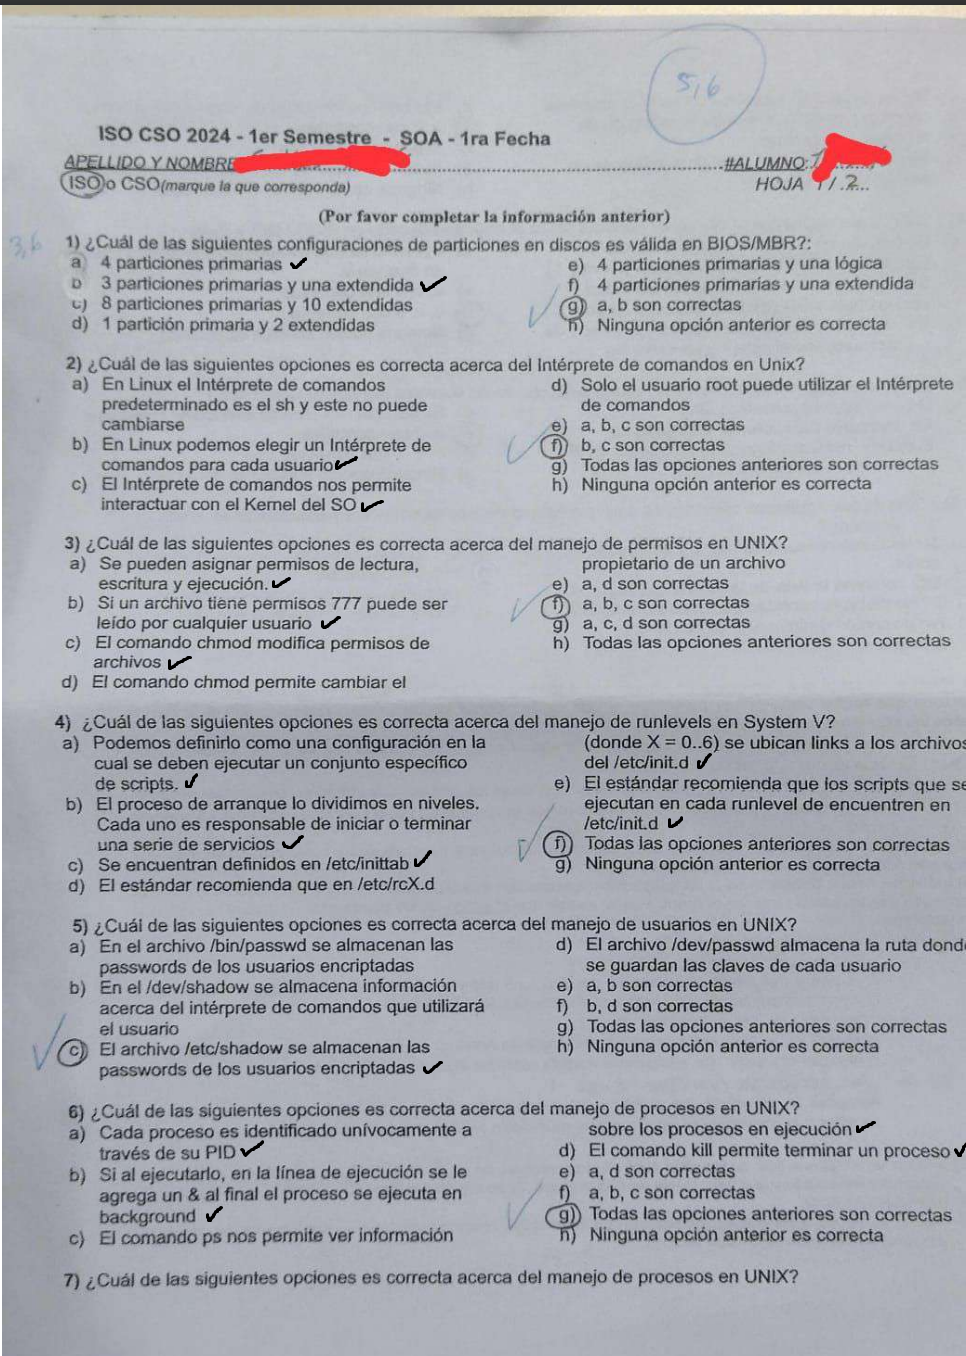 5,6
ISO CSO 2024 - 1er Semestre - SOA - 1ra Fecha
APELLIDO Y NOMBRE
#ALUMNO:
ISO o CSO(marque la que corresponda)
HOJA 1/.2...
(Por favor completar la información anterior)
3,6
1) ¿Cuál de las siguientes configuraciones de particiones en discos es válida en BIOS/MBR?:
a 4 particiones primarias ✓
b 3 particiones primarias y una extendida ✓
c) 8 particiones primarias y 10 extendidas
d) 1 partición primaria y 2 extendidas
e) 4 particiones primarias y una lógica
f) 4 particiones primarias y una extendida
g) a, b son correctas
h) Ninguna opción anterior es correcta
2) ¿Cuál de las siguientes opciones es correcta acerca del Intérprete de comandos en Unix?
a) En Linux el Intérprete de comandos
predeterminado es el sh y este no puede
cambiarse
b) En Linux podemos elegir un Intérprete de
comandos para cada usuario ✓
c) El Intérprete de comandos nos permite
interactuar con el Kernel del SO ✓
d) Solo el usuario root puede utilizar el Intérprete
de comandos
e) a, b, c son correctas
f) b, c son correctas
g) Todas las opciones anteriores son correctas
h) Ninguna opción anterior es correcta
3) ¿Cuál de las siguientes opciones es correcta acerca del manejo de permisos en UNIX?
a) Se pueden asignar permisos de lectura,
escritura y ejecución. ✓
b) Si un archivo tiene permisos 777 puede ser
leído por cualquier usuario ✓
c) El comando chmod modifica permisos de
archivos ✓
d) El comando chmod permite cambiar el
propietario de un archivo
e) a, d son correctas
f) a, b, c son correctas
g) a, c, d son correctas
h) Todas las opciones anteriores son correctas
4) ¿Cuál de las siguientes opciones es correcta acerca del manejo de runlevels en System V?
a) Podemos definirlo como una configuración en la
cual se deben ejecutar un conjunto específico
de scripts. ✓
b) El proceso de arranque lo dividimos en niveles.
Cada uno es responsable de iniciar o terminar
una serie de servicios ✓
c) Se encuentran definidos en /etc/inittab ✓
d) El estándar recomienda que en /etc/rcX.d
(donde X = 0..6) se ubican links a los archivos
del /etc/init.d ✓
e) El estándar recomienda que los scripts que se
ejecutan en cada runlevel de encuentren en
/etc/init.d ✓
f) Todas las opciones anteriores son correctas
g) Ninguna opción anterior es correcta
5) ¿Cuál de las siguientes opciones es correcta acerca del manejo de usuarios en UNIX?
a) En el archivo /bin/passwd se almacenan las
passwords de los usuarios encriptadas
b) En el /dev/shadow se almacena información
acerca del intérprete de comandos que utilizará
el usuario
c) El archivo /etc/shadow se almacenan las
passwords de los usuarios encriptadas ✓
d) El archivo /dev/passwd almacena la ruta dond
se guardan las claves de cada usuario
e) a, b son correctas
f) b, d son correctas
g) Todas las opciones anteriores son correctas
h) Ninguna opción anterior es correcta
6) ¿Cuál de las siguientes opciones es correcta acerca del manejo de procesos en UNIX?
a) Cada proceso es identificado unívocamente a
través de su PID ✓
b) Si al ejecutarlo, en la línea de ejecución se le
agrega un & al final el proceso se ejecuta en
background ✓
c) El comando ps nos permite ver información
sobre los procesos en ejecución ✓
d) El comando kill permite terminar un proceso ✓
e) a, d son correctas
f) a, b, c son correctas
g) Todas las opciones anteriores son correctas
h) Ninguna opción anterior es correcta
7) ¿Cuál de las siguientes opciones es correcta acerca del manejo de procesos en UNIX?